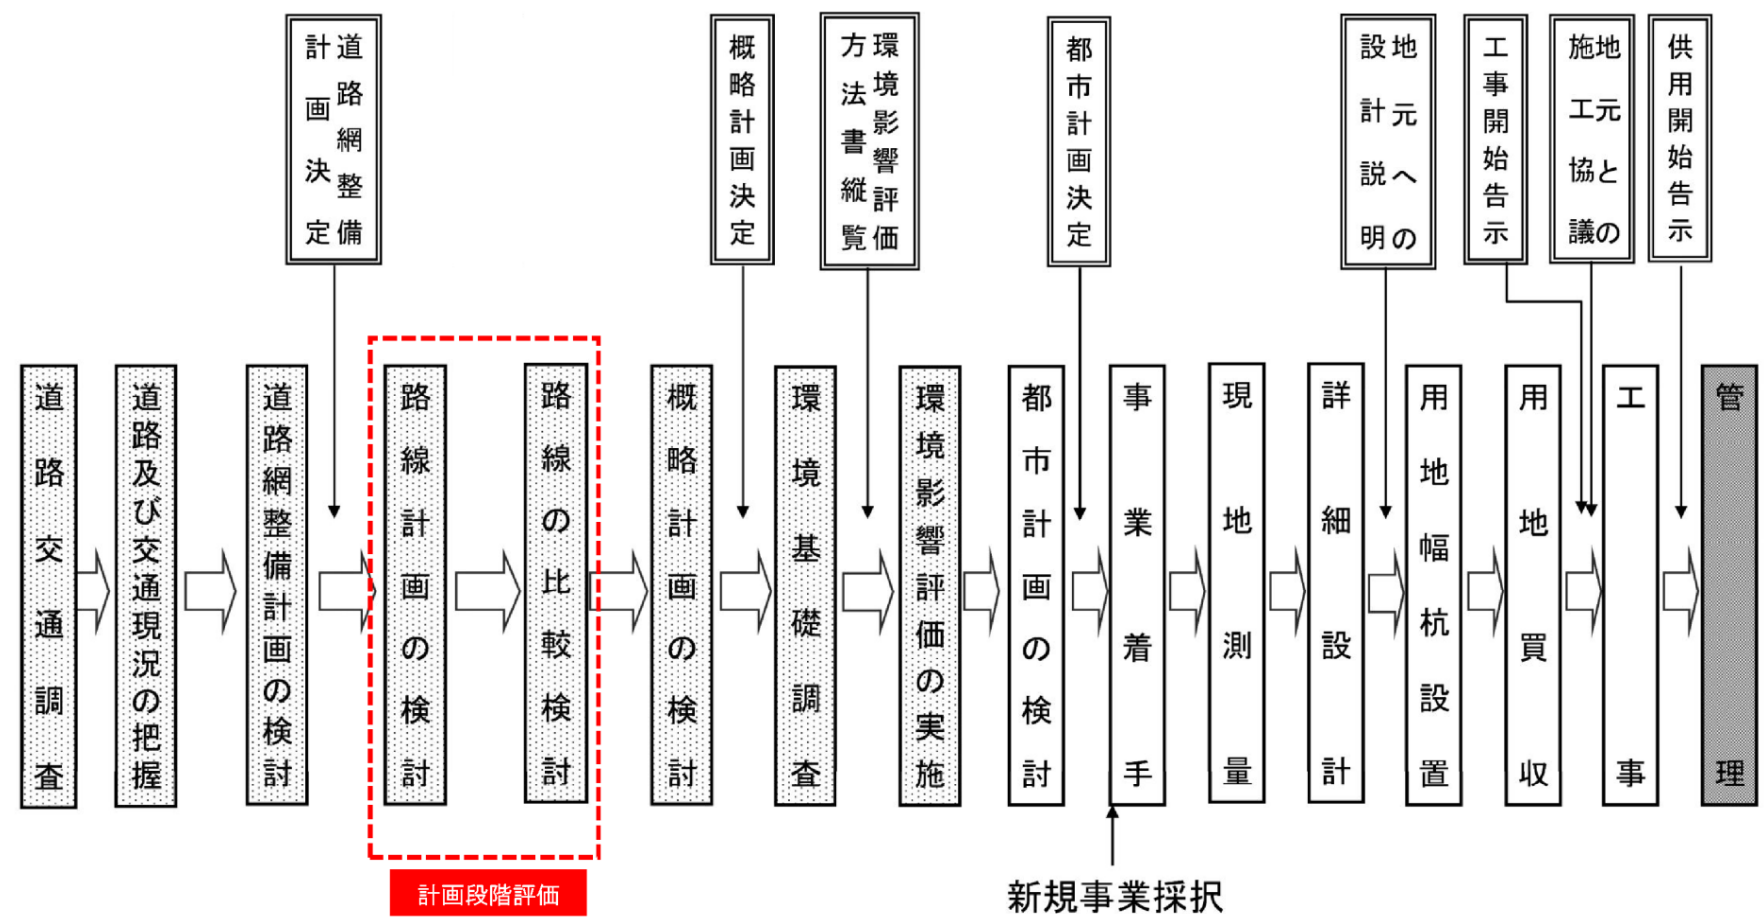 道路網整備
計画決定
概略計画決定
環境影響評価
方法書縦覧
都市計画決定
地元への
設計説明
工事開始告示
地元との
施工協議
供用開始告示
道路交通調査
道路及び交通現況の把握
道路網整備計画の検討
路線計画の検討
路線の比較検討
概略計画の検討
環境基礎調査
環境影響評価の実施
都市計画の検討
事業着手
現地測量
詳細設計
用地幅杭設置
用地買収
工事
管理
計画段階評価
新規事業採択